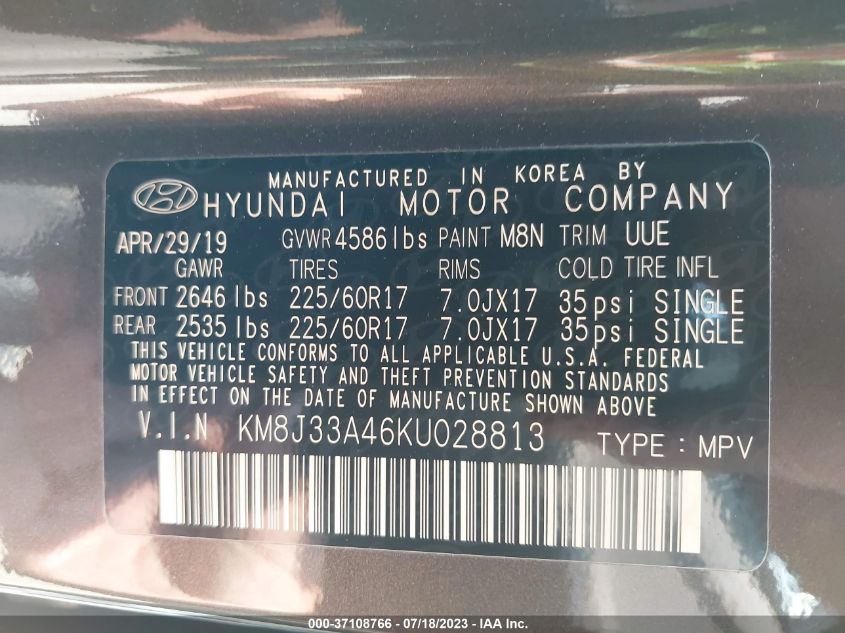 MANUFACTURED IN KOREA BY
HYUNDAI MOTOR COMPANY
APR/29/19 GVWR 4586 lbs PAINT M8N TRIM UUE
GAWR TIRES RIMS COLD TIRE INFL
FRONT 2646 lbs 225/60R17 7.0JX17 35psi SINGLE
REAR 2535 lbs 225/60R17 7.0JX17 35psi SINGLE
THIS VEHICLE CONFORMS TO ALL APPLICABLE U.S.A. FEDERAL
MOTOR VEHICLE SAFETY AND THEFT PREVENTION STANDARDS
IN EFFECT ON THE DATE OF MANUFACTURE SHOWN ABOVE
V.I.N KM8J33A46KU028813 TYPE : MPV
000-37108766 - 07/18/2023 - IAA Inc.